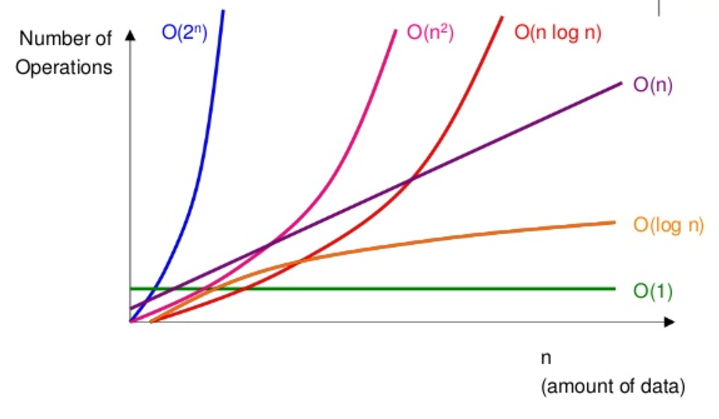 Number of
Operations
O(2ⁿ)
O(n²)
O(n log n)
O(n)
O(log n)
O(1)
n
(amount of data)